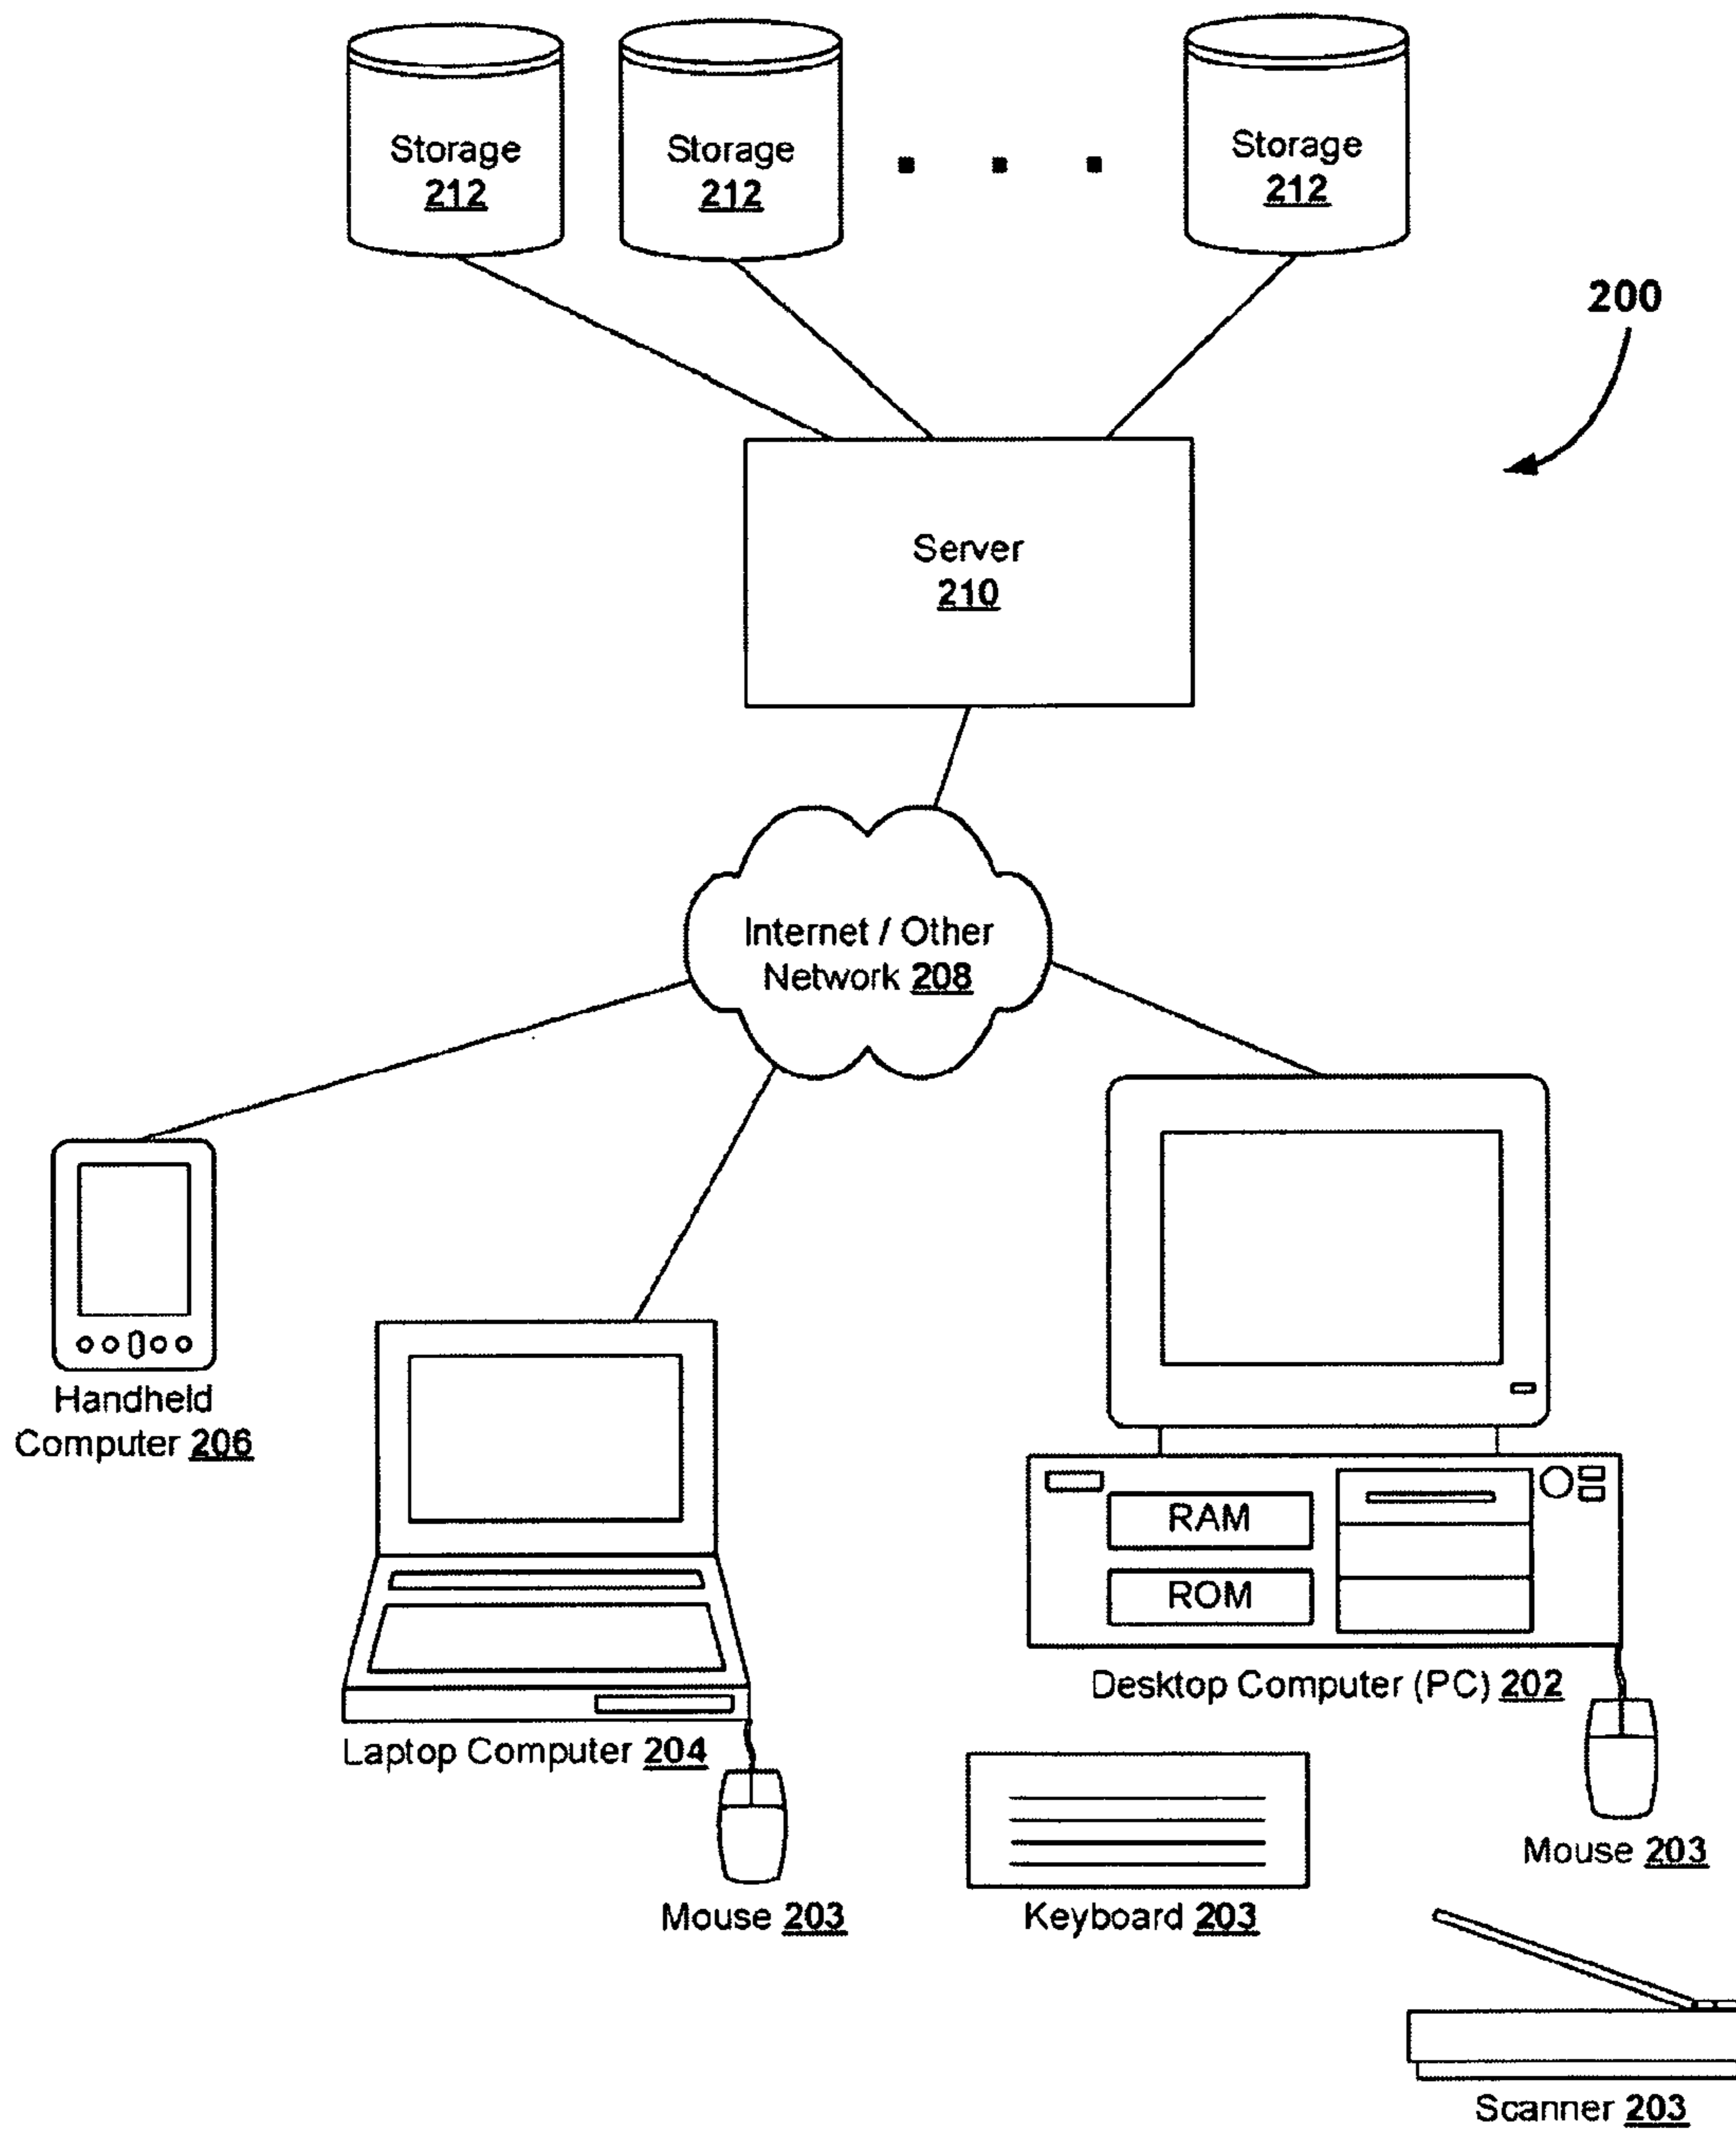 Storage
212
Storage
212
Storage
212
200
Server
210
Internet / Other
Network 208
Handheld
Computer 206
RAM
ROM
Desktop Computer (PC) 202
Laptop Computer 204
Mouse 203
Keyboard 203
Mouse 203
Scanner 203